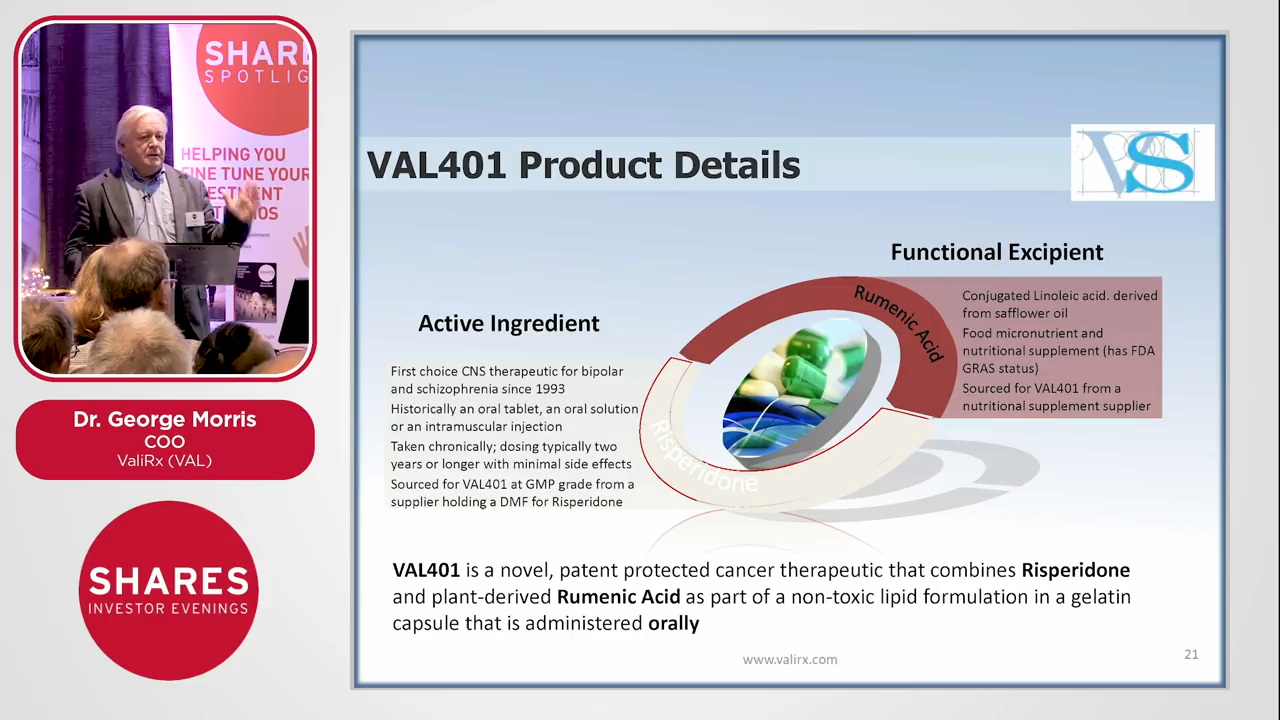 SHAR
SPOTLIG
HELPING YOU
FINE TUNE YOUR
Dr. George Morris
COO
ValiRx (VAL)
SHARES
INVESTOR EVENINGS
VAL401 Product Details
VS
Functional Excipient
Rumenic Acid
Conjugated Linoleic acid. derived
from safflower oil
Food micronutrient and
nutritional supplement (has FDA
GRAS status)
Sourced for VAL401 from a
nutritional supplement supplier
Active Ingredient
First choice CNS therapeutic for bipolar
and schizophrenia since 1993
Historically an oral tablet, an oral solution
or an intramuscular injection
Taken chronically; dosing typically two
years or longer with minimal side effects
Sourced for VAL401 at GMP grade from a
supplier holding a DMF for Risperidone
Risperidone
VAL401 is a novel, patent protected cancer therapeutic that combines Risperidone
and plant-derived Rumenic Acid as part of a non-toxic lipid formulation in a gelatin
capsule that is administered orally
www.valirx.com
21